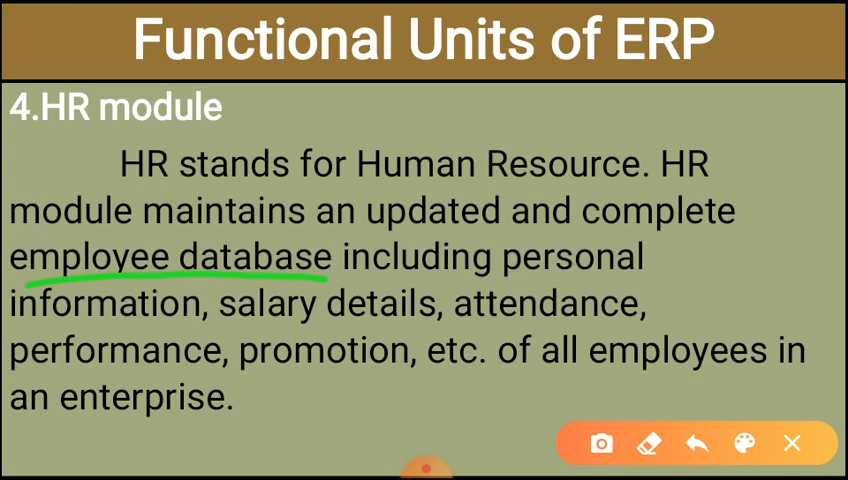 Functional Units of ERP
4.HR module
HR stands for Human Resource. HR
module maintains an updated and complete
employee database including personal
information, salary details, attendance,
performance, promotion, etc. of all employees in
an enterprise.